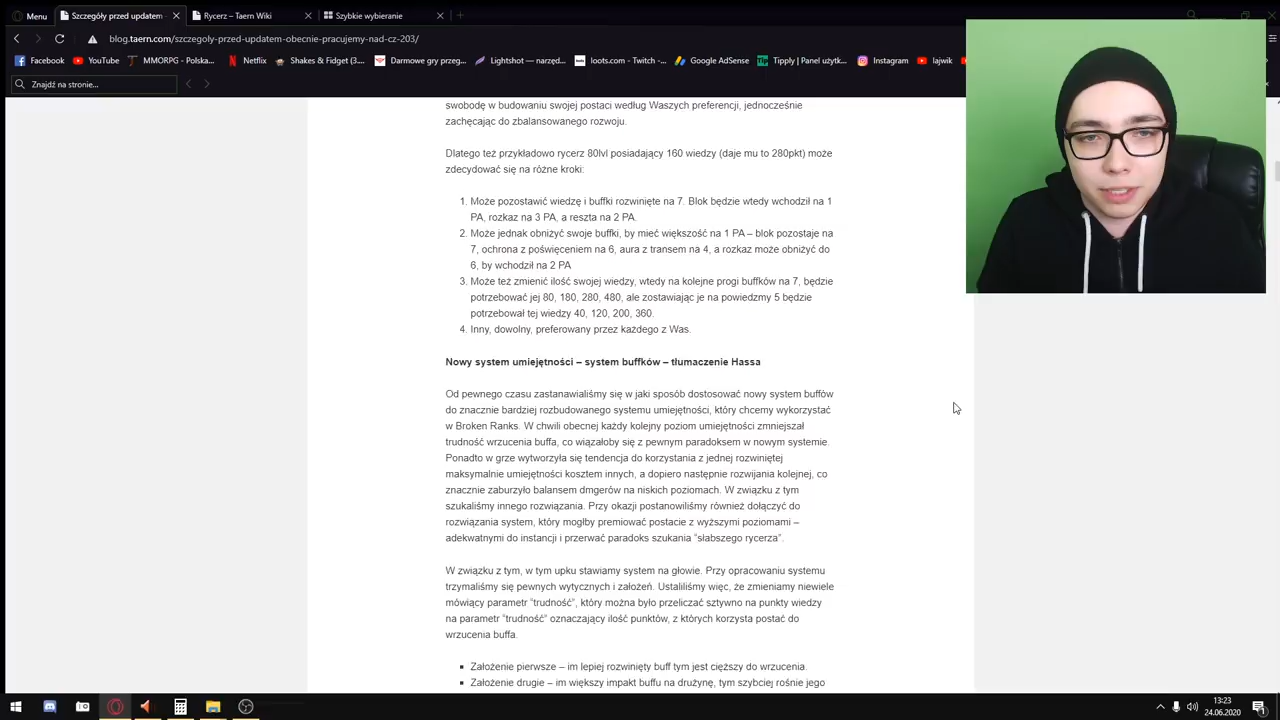 Menu
Szczegóły przed updatem
Rycerz – Taern Wiki
Szybkie wybieranie
blog.taern.com/szczegoly-przed-updatem-obecnie-pracujemy-nad-cz-203/
Facebook
YouTube
MMORPG - Polska...
Netflix
Shakes & Fidget (3....
Darmowe gry przeg...
Lightshot — narzęd...
loots.com - Twitch -...
Google AdSense
Tipply | Panel użytk...
Instagram
lajwik
Znajdź na stronie...
swobodę w budowaniu swojej postaci według Waszych preferencji, jednocześnie
zachęcając do zbalansowanego rozwoju.
Dlatego też przykładowo rycerz 80lvl posiadający 160 wiedzy (daje mu to 280pkt) może
zdecydować się na różne kroki:
1. Może pozostawić wiedzę i buffki rozwinięte na 7. Blok będzie wtedy wchodził na 1
PA, rozkaz na 3 PA, a reszta na 2 PA.
2. Może jednak obniżyć swoje buffki, by mieć większość na 1 PA – blok pozostaje na
7, ochrona z poświęceniem na 6, aura z transem na 4, a rozkaz może obniżyć do
6, by wchodził na 2 PA
3. Może też zmienić ilość swojej wiedzy, wtedy na kolejne progi buffków na 7, będzie
potrzebować jej 80, 180, 280, 480, ale zostawiając je na powiedzmy 5 będzie
potrzebował tej wiedzy 40, 120, 200, 360.
4. Inny, dowolny, preferowany przez każdego z Was.
Nowy system umiejętności – system buffków – tłumaczenie Hassa
Od pewnego czasu zastanawialiśmy się w jaki sposób dostosować nowy system buffów
do znacznie bardziej rozbudowanego systemu umiejętności, który chcemy wykorzystać
w Broken Ranks. W chwili obecnej każdy kolejny poziom umiejętności zmniejszał
trudność wrzucenia buffa, co wiązałoby się z pewnym paradoksem w nowym systemie.
Ponadto w grze wytworzyła się tendencja do korzystania z jednej rozwiniętej
maksymalnie umiejętności kosztem innych, a dopiero następnie rozwijania kolejnej, co
znacznie zaburzyło balansem dmgerów na niskich poziomach. W związku z tym
szukaliśmy innego rozwiązania. Przy okazji postanowiliśmy również dołączyć do
rozwiązania system, który mogłby premiować postacie z wyższymi poziomami –
adekwatnymi do instancji i przerwać paradoks szukania “słabszego rycerza”.
W związku z tym, w tym upku stawiamy system na głowie. Przy opracowaniu systemu
trzymaliśmy się pewnych wytycznych i założeń. Ustaliliśmy więc, że zmieniamy niewiele
mówiący parametr “trudność”, który można było przeliczać sztywno na punkty wiedzy
na parametr “trudność” oznaczający ilość punktów, z których korzysta postać do
wrzucenia buffa.
▪ Założenie pierwsze – im lepiej rozwinięty buff tym jest cięższy do wrzucenia.
▪ Założenie drugie – im większy impakt buffu na drużynę, tym szybciej rośnie jego
13:23
24.06.2020